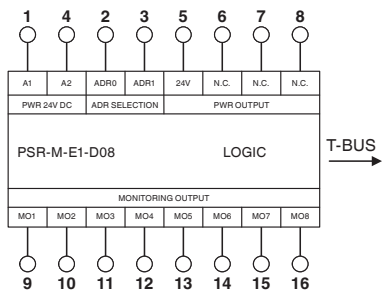 1 4 2 3 5 6 7 8
A1 A2 ADR0 ADR1 24V N.C. N.C. N.C.
PWR 24V DC ADR SELECTION PWR OUTPUT
PSR-M-E1-D08 LOGIC
T-BUS
MONITORING OUTPUT
MO1 MO2 MO3 MO4 MO5 MO6 MO7 MO8
9 10 11 12 13 14 15 16